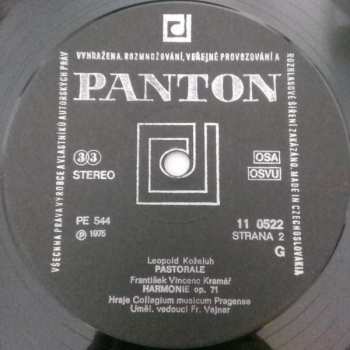 VŠECHNA PRÁVA VÝROBCE A VLASTNÍKŮ AUTORSKÝCH PRÁV VYHRAŽENA. ROZMNOŽOVÁNÍ, VEŘEJNÉ PROVOZOVÁNÍ A ROZHLASOVÉ ŠÍŘENÍ ZAKÁZÁNO. MADE IN CZECHOSLOVAKIA
PANTON
33
STEREO
OSA
OSVU
PE 544
Ⓟ 1975
11 0522
STRANA 2
G
Leopold Koželuh
PASTORALE
František Vincenc Kramář
HARMONIE op. 71
Hraje Collegium musicum Pragense
Uměl. vedoucí Fr. Vajnar